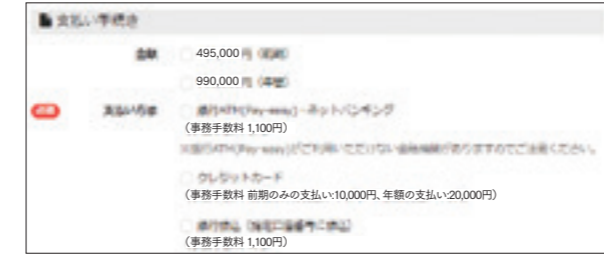 支払い手続き
金額
495,000 円（前期）
990,000 円（年額）
必須
支払い方法
銀行ATM(Pay-easy)・ネットバンキング
（事務手数料 1,100円）
※銀行ATM(Pay-easy)がご利用いただけない金融機関がありますのでご注意ください。
クレジットカード
（事務手数料 前期のみの支払い:10,000円、年額の支払い:20,000円）
銀行振込（指定口座番号に振込）
（事務手数料 1,100円）